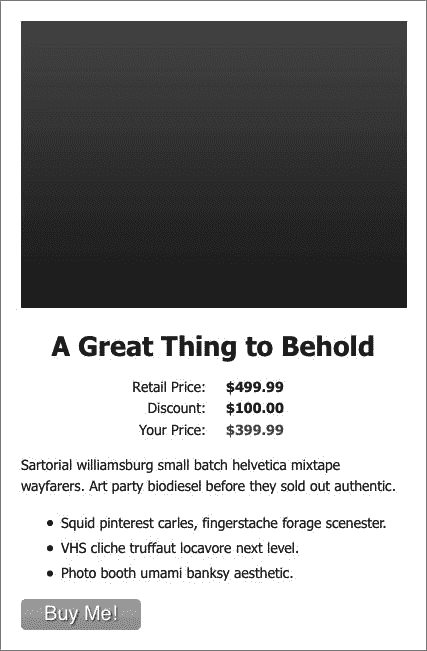 A Great Thing to Behold
Retail Price: $499.99
Discount: $100.00
Your Price: $399.99
Sartorial williamsburg small batch helvetica mixtape
wayfarers. Art party biodiesel before they sold out authentic.
Squid pinterest carles, fingerstache forage scenester.
VHS cliche truffaut locavore next level.
Photo booth umami banksy aesthetic.
Buy Me!